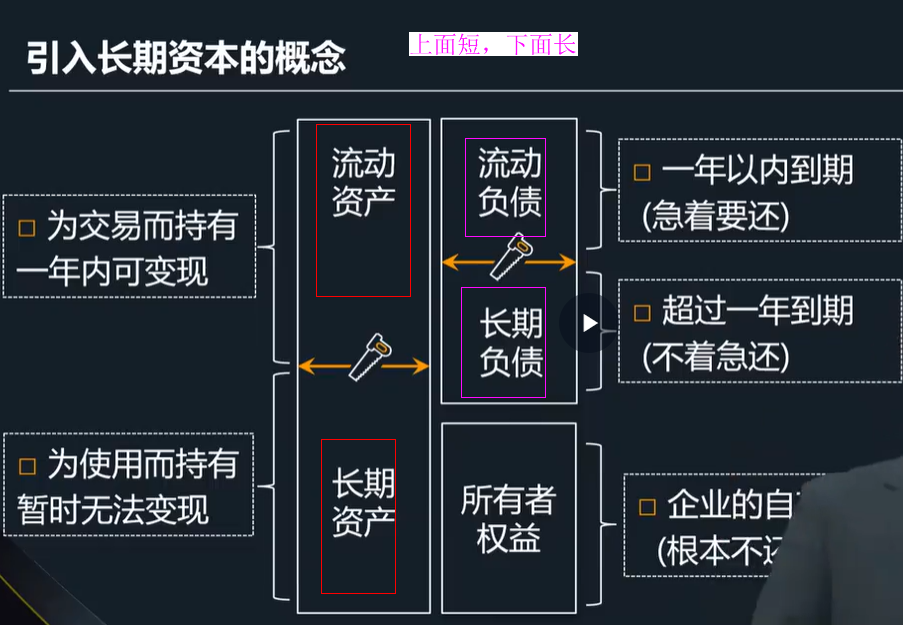 上面短，下面长
引入长期资本的概念
流动
资产
流动
负债
一年以内到期
(急着要还)
为交易而持有
一年内可变现
长期
负债
超过一年到期
(不着急还)
为使用而持有
暂时无法变现
长期
资产
所有者
权益
企业的自
(根本不还